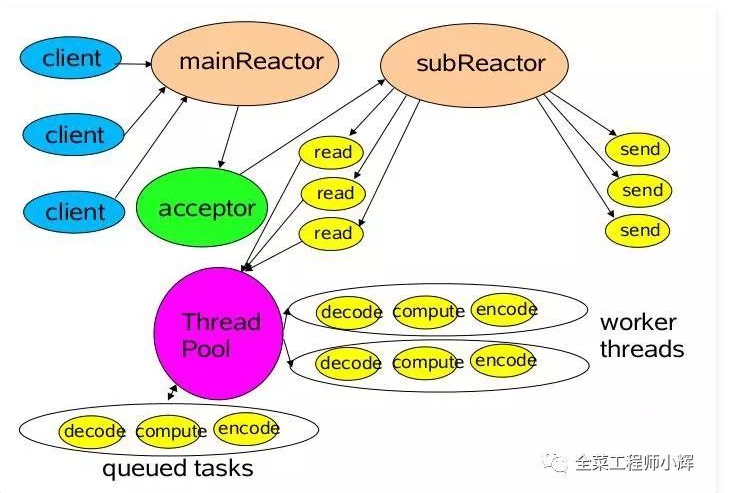 client
mainReactor
subReactor
client
client
acceptor
read
read
read
send
send
send
Thread
Pool
decode compute encode
decode compute encode
worker
threads
decode compute encode
queued tasks
全菜工程师小辉